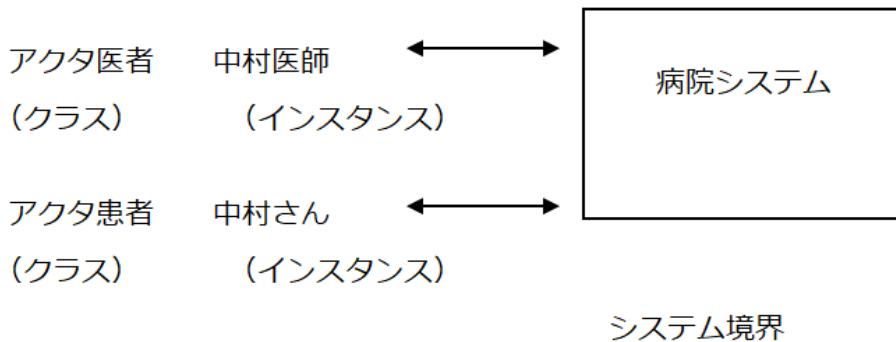 アクタ医者 中村医師
（クラス） （インスタンス）
病院システム
アクタ患者 中村さん
（クラス） （インスタンス）
システム境界